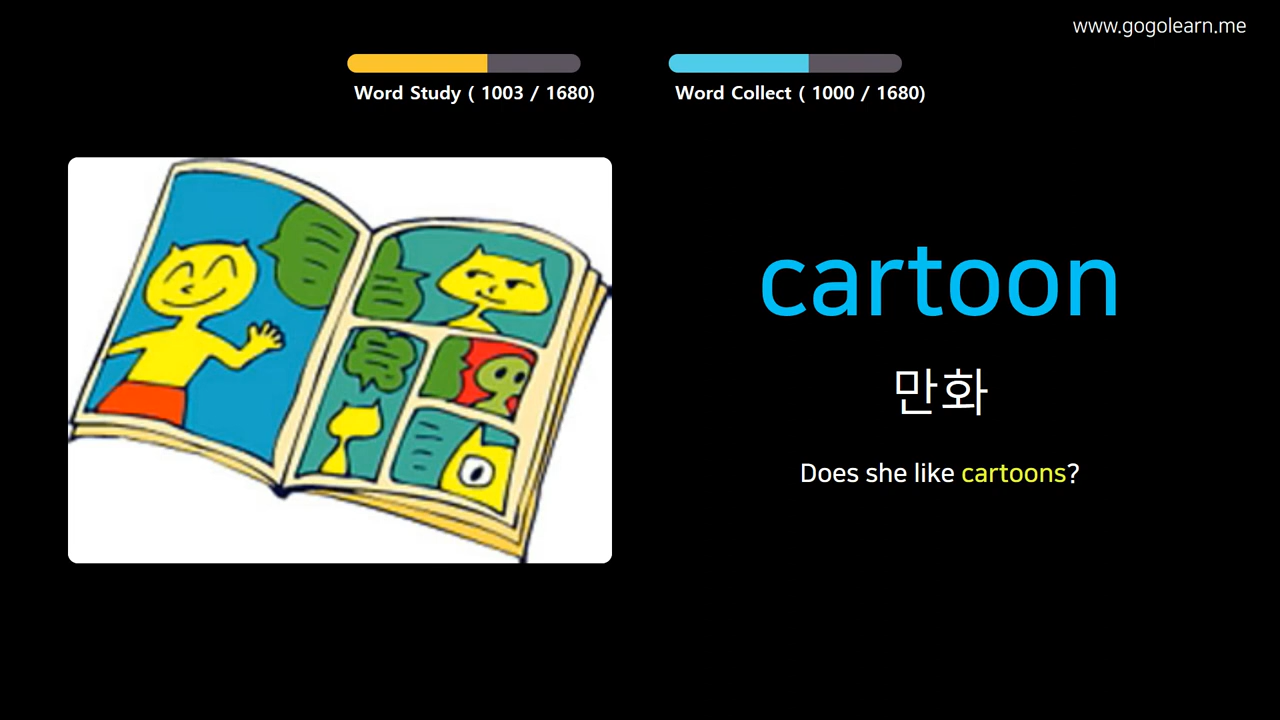 www.gogolearn.me
Word Study ( 1003 / 1680)
Word Collect ( 1000 / 1680)
cartoon
만화
Does she like cartoons?